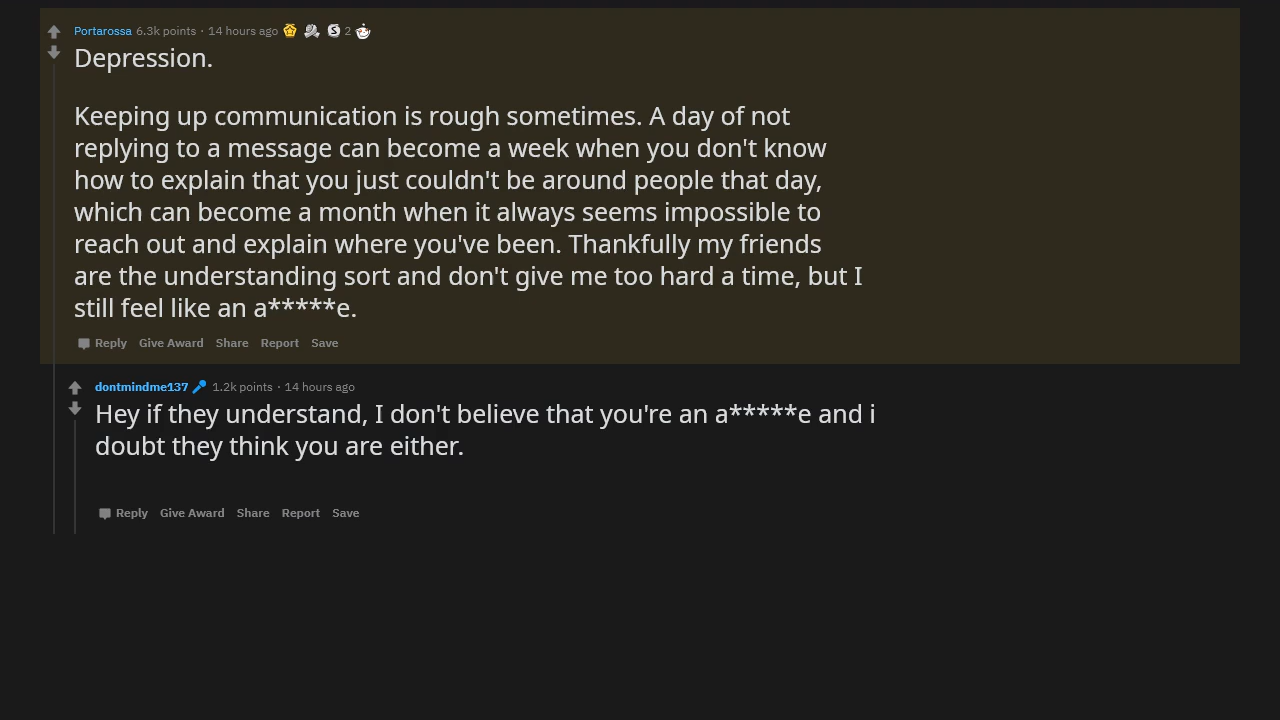 Portarossa 6.3k points · 14 hours ago 2
Depression.
Keeping up communication is rough sometimes. A day of not
replying to a message can become a week when you don't know
how to explain that you just couldn't be around people that day,
which can become a month when it always seems impossible to
reach out and explain where you've been. Thankfully my friends
are the understanding sort and don't give me too hard a time, but I
still feel like an a*****e.
Reply Give Award Share Report Save
dontmindme137 1.2k points · 14 hours ago
Hey if they understand, I don't believe that you're an a*****e and i
doubt they think you are either.
Reply Give Award Share Report Save